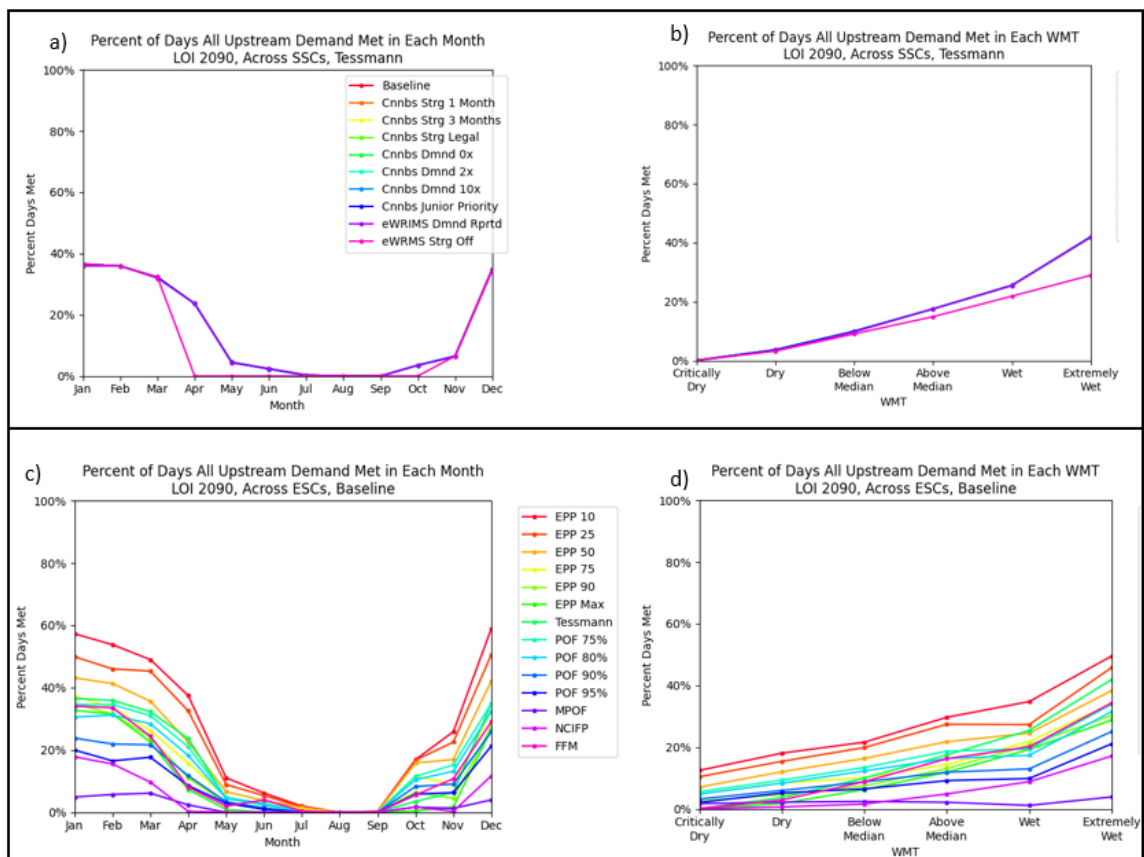 a)
Percent of Days All Upstream Demand Met in Each Month
LOI 2090, Across SSCs, Tessmann
100%
80%
60%
40%
20%
0%
Percent Days Met
Baseline
Cnnbs Strg 1 Month
Cnnbs Strg 3 Months
Cnnbs Strg Legal
Cnnbs Dmnd 0x
Cnnbs Dmnd 2x
Cnnbs Dmnd 10x
Cnnbs Junior Priority
eWRIMS Dmnd Rprtd
eWRMS Strg Off
Jan Feb Mar Apr May Jun Jul Aug Sep Oct Nov Dec
Month
b)
Percent of Days All Upstream Demand Met in Each WMT
LOI 2090, Across SSCs, Tessmann
100%
80%
60%
40%
20%
0%
Percent Days Met
Critically Dry Below Above Wet Extremely
Dry Median Median Wet
WMT
c)
Percent of Days All Upstream Demand Met in Each Month
LOI 2090, Across ESCs, Baseline
100%
80%
60%
40%
20%
0%
Percent Days Met
Jan Feb Mar Apr May Jun Jul Aug Sep Oct Nov Dec
Month
EPP 10
EPP 25
EPP 50
EPP 75
EPP 90
EPP Max
Tessmann
POF 75%
POF 80%
POF 90%
POF 95%
MPOF
NCIFP
FFM
d)
Percent of Days All Upstream Demand Met in Each WMT
LOI 2090, Across ESCs, Baseline
100%
80%
60%
40%
20%
0%
Percent Days Met
Critically Dry Below Above Wet Extremely
Dry Median Median Wet
WMT